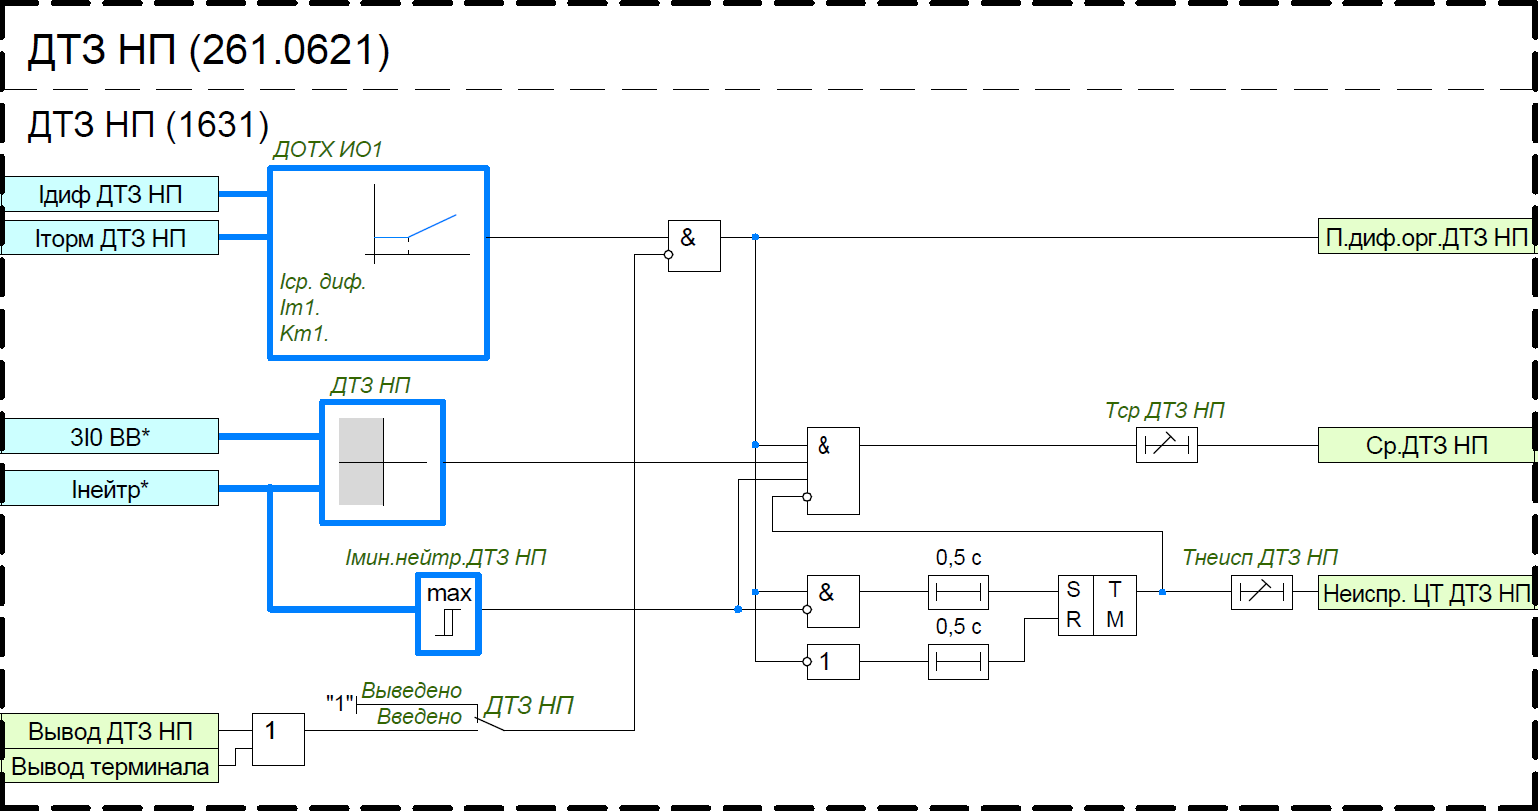 ДТЗ НП (261.0621)
ДТЗ НП (1631)
ДОТХ ИО1
Iдиф ДТЗ НП
Iторм ДТЗ НП
&
П.диф.орг.ДТЗ НП
Iср. диф.
Iт1.
Kт1.
ДТЗ НП
3I0 ВВ*
Iнейтр*
&
Tср ДТЗ НП
Ср.ДТЗ НП
Iмин.нейтр.ДТЗ НП
max
&
0,5 с
S T
R M
Tнеисп ДТЗ НП
Неиспр. ЦТ ДТЗ НП
0,5 с
1
"1"
Выведено
Введено
ДТЗ НП
Вывод ДТЗ НП
Вывод терминала
1